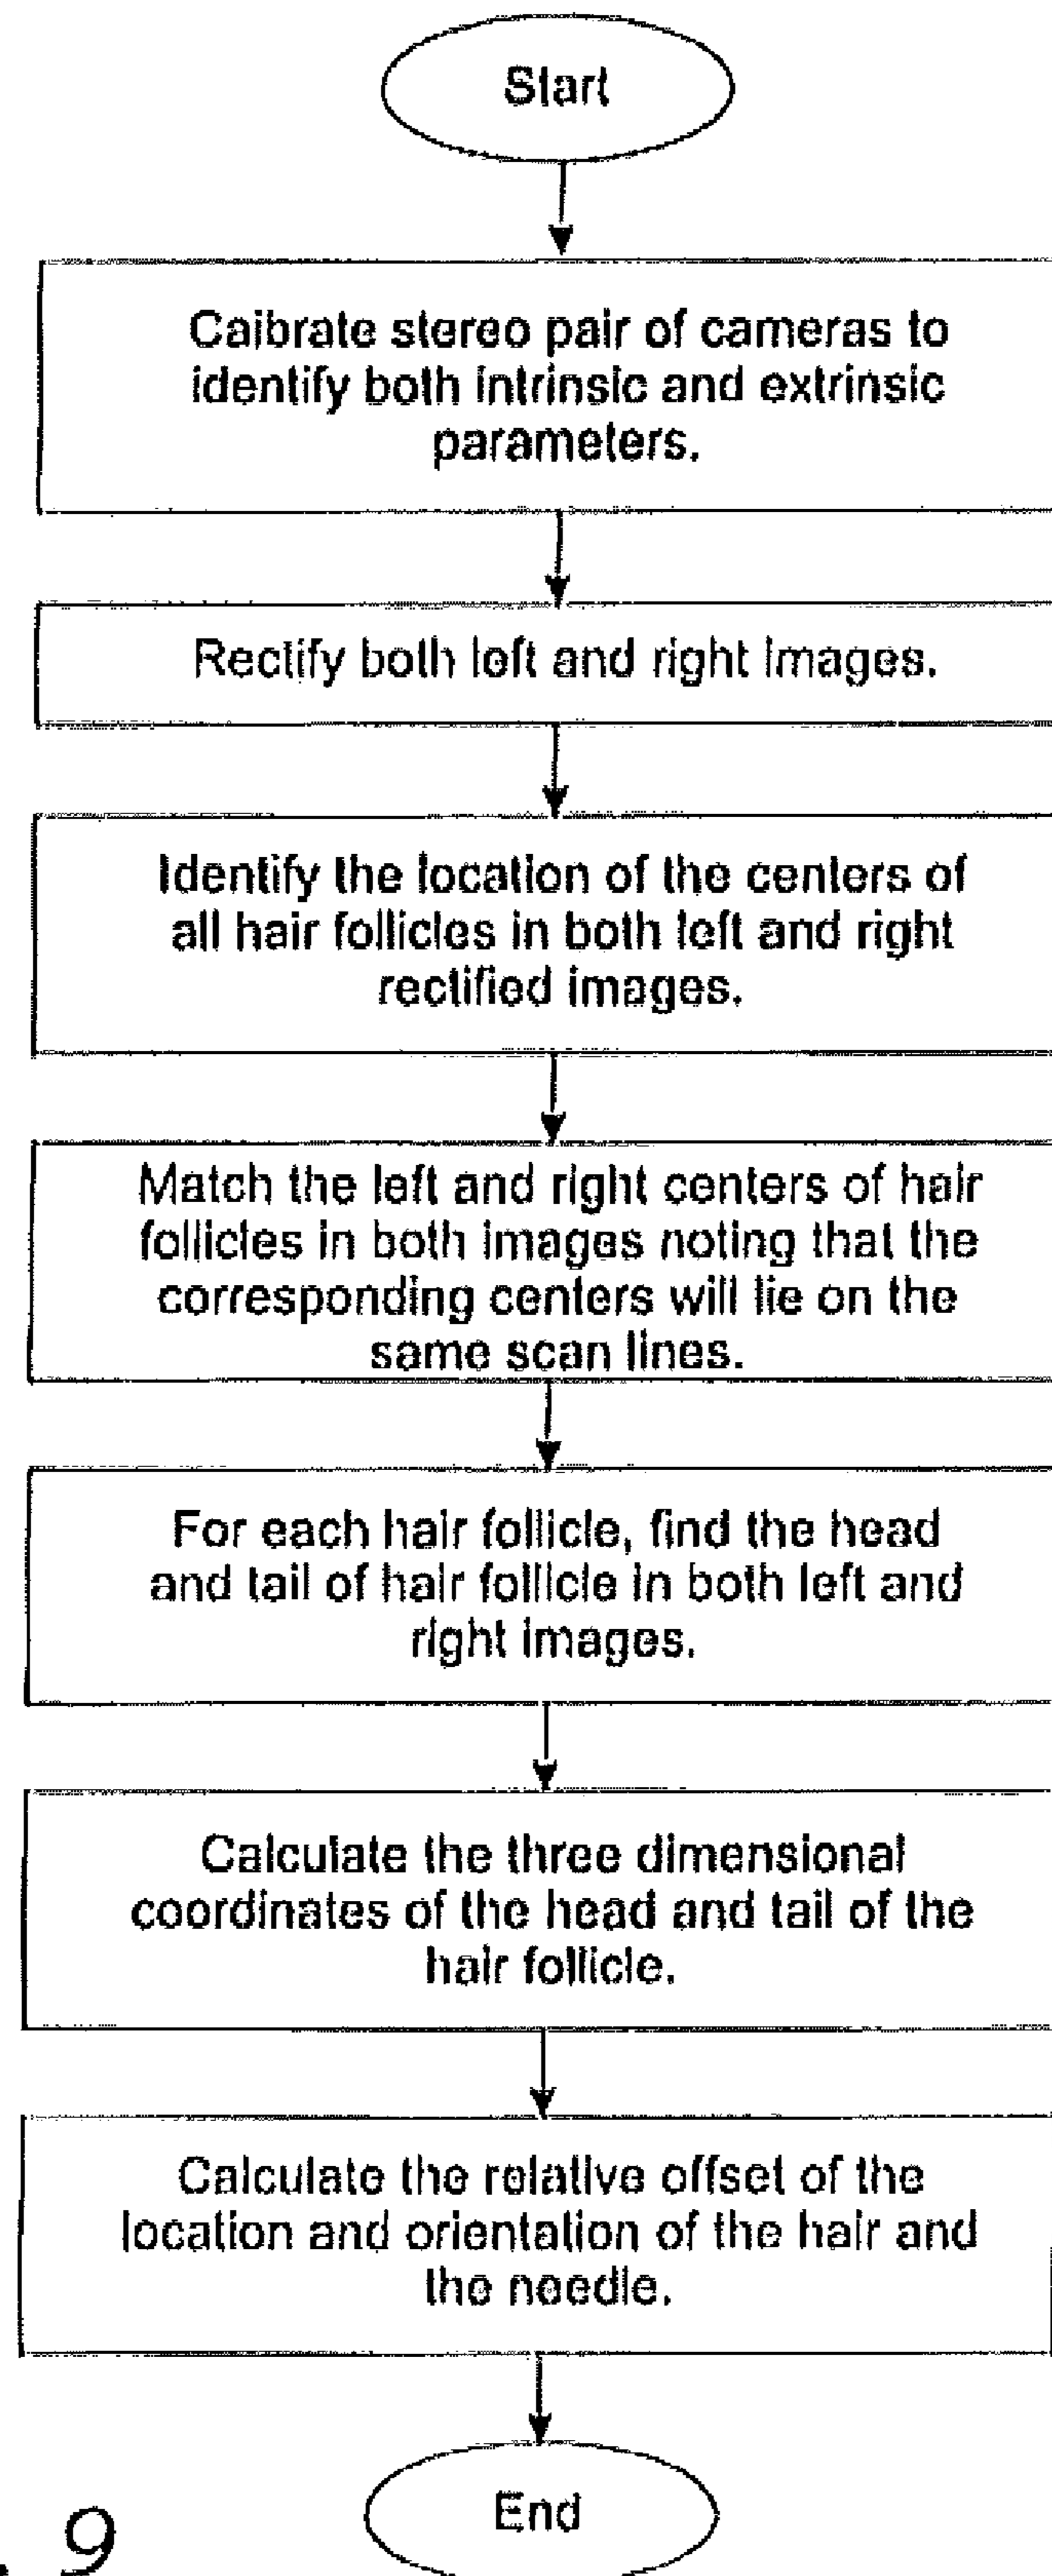 Start
Caibrate stereo pair of cameras to
identify both intrinsic and extrinsic
parameters.
Rectify both left and right Images.
Identify the location of the centers of
all hair follicles in both left and right
rectified images.
Match the left and right centers of hair
follicles in both images noting that the
corresponding centers will lie on the
same scan lines.
For each hair follicle, find the head
and tail of hair follicle in both left and
right images.
Calculate the three dimensional
coordinates of the head and tail of the
hair follicle.
Calculate the relative offset of the
location and orientation of the hair and
the needle.
End
9